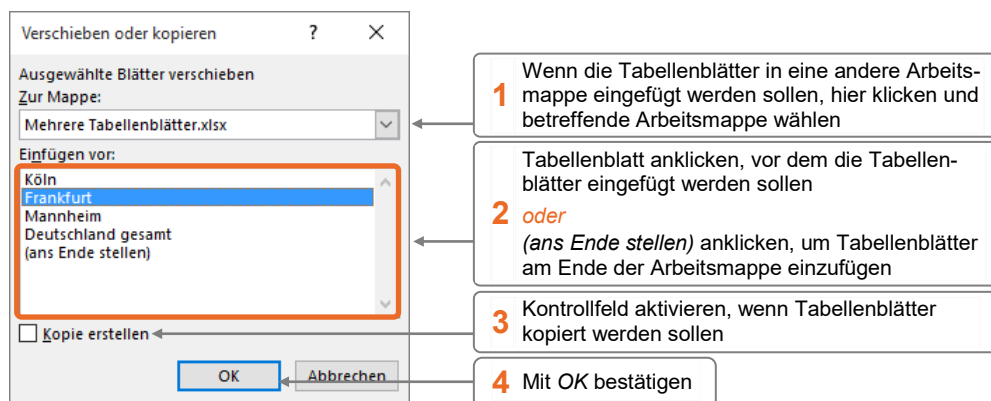 Verschieben oder kopieren ? ✕
Ausgewählte Blätter verschieben
Zur Mappe:
Mehrere Tabellenblätter.xlsx
Einfügen vor:
Köln
Frankfurt
Mannheim
Deutschland gesamt
(ans Ende stellen)
Kopie erstellen
OK
Abbrechen
1
Wenn die Tabellenblätter in eine andere Arbeits-
mappe eingefügt werden sollen, hier klicken und
betreffende Arbeitsmappe wählen
2
Tabellenblatt anklicken, vor dem die Tabellen-
blätter eingefügt werden sollen
oder
(ans Ende stellen) anklicken, um Tabellenblätter
am Ende der Arbeitsmappe einzufügen
3
Kontrollfeld aktivieren, wenn Tabellenblätter
kopiert werden sollen
4 Mit OK bestätigen